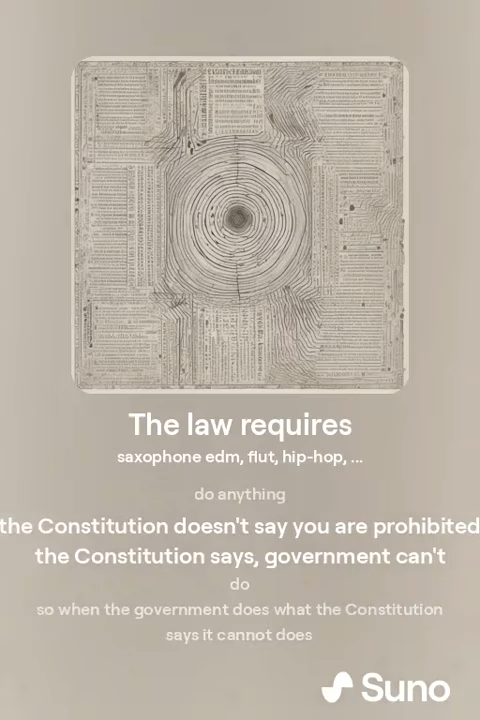 The law requires
saxophone edm, flut, hip-hop, ...
do anything
the Constitution doesn't say you are prohibited
the Constitution says, government can't
do
so when the government does what the Constitution
says it cannot does
Suno